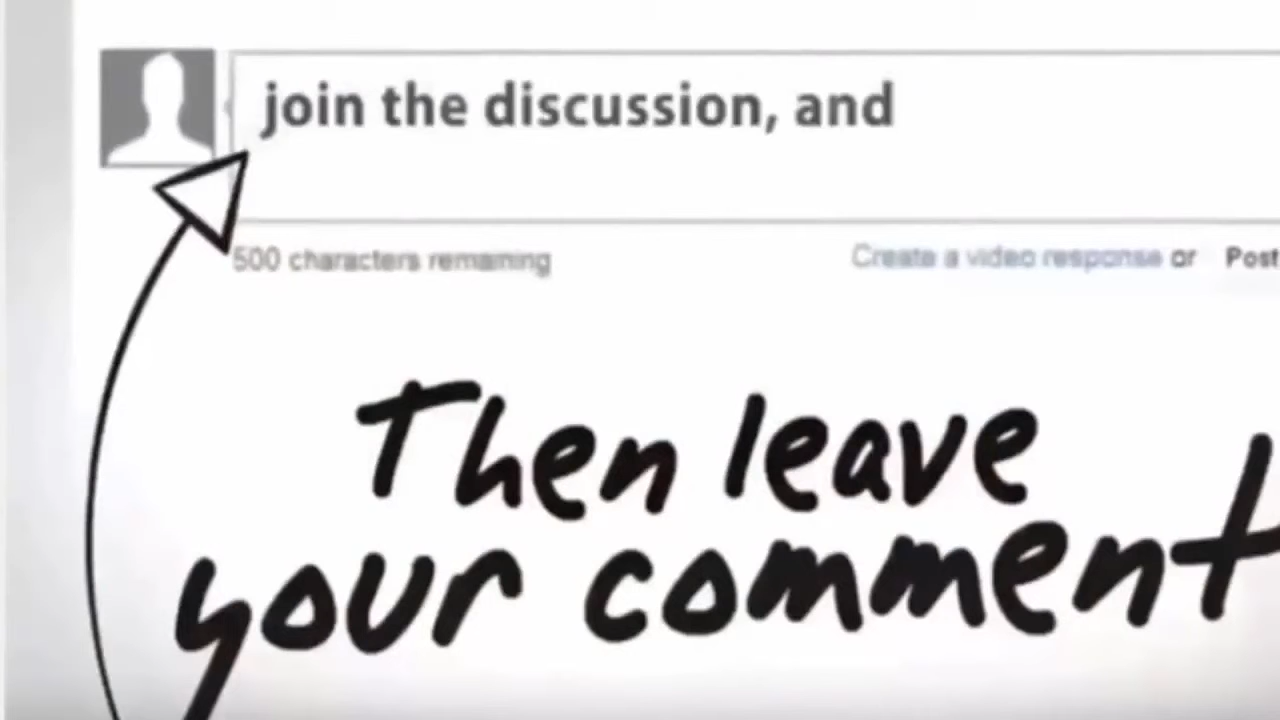 join the discussion, and
500 characters remaining
Create a video response or Post
Then leave
your comment